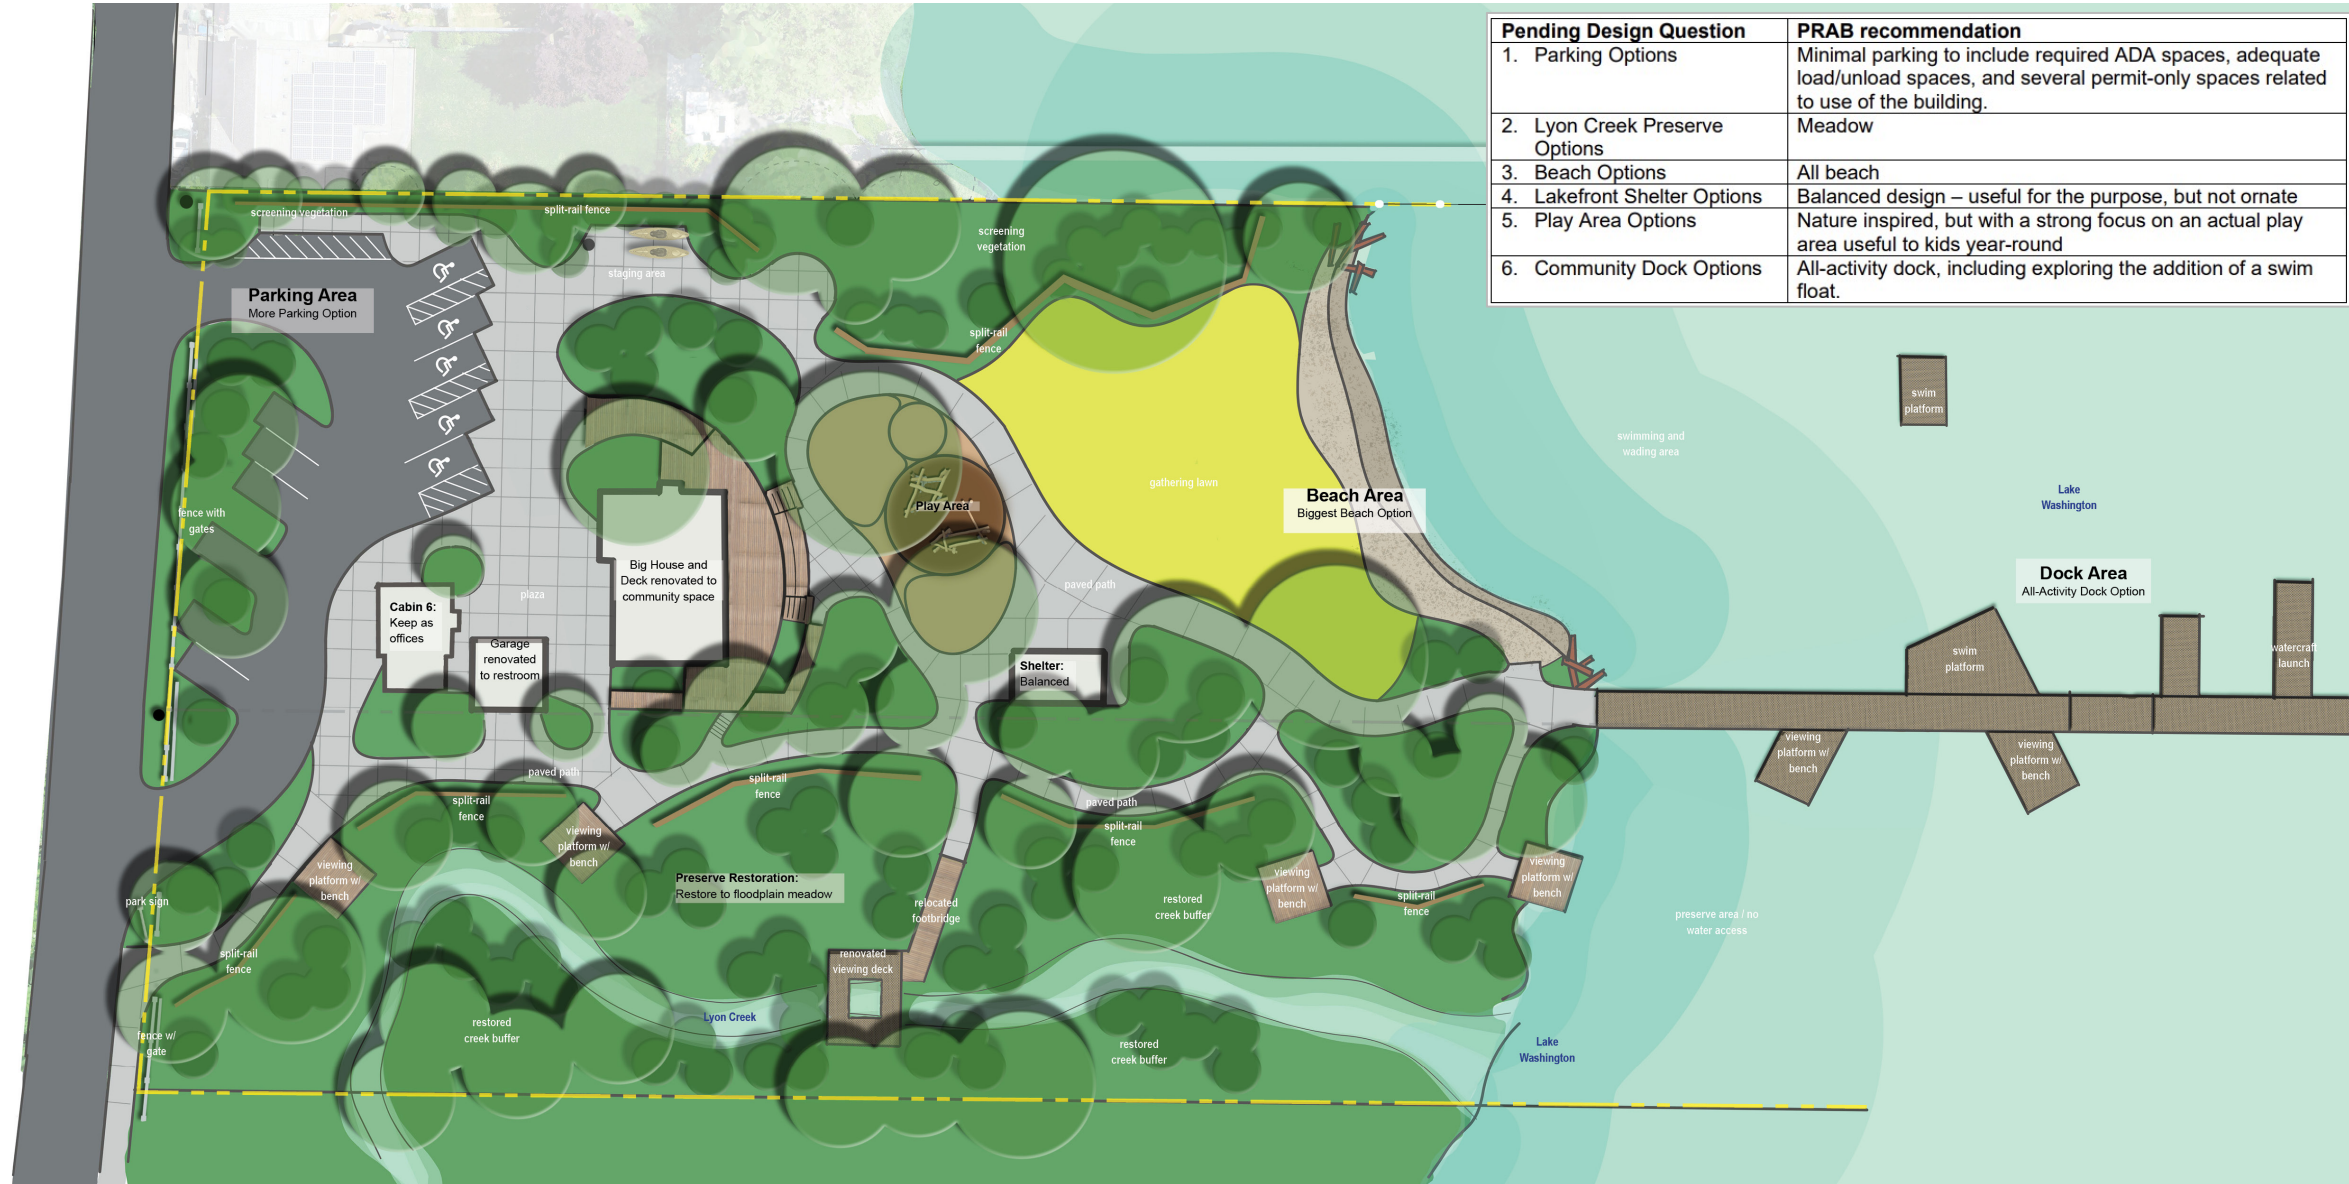 Pending Design Question PRAB recommendation
1. Parking Options Minimal parking to include required ADA spaces, adequate
load/unload spaces, and several permit-only spaces related
to use of the building.
2. Lyon Creek Preserve Meadow
Options
3. Beach Options All beach
4. Lakefront Shelter Options Balanced design – useful for the purpose, but not ornate
5. Play Area Options Nature inspired, but with a strong focus on an actual play
area useful to kids year-round
6. Community Dock Options All-activity dock, including exploring the addition of a swim
float.
screening vegetation
split-rail fence
screening
vegetation
staging area
Parking Area
More Parking Option
split-rail
fence
swim
platform
swimming and
wading area
gathering lawn
Beach Area
Biggest Beach Option
Lake
Washington
fence with
gates
Play Area
Big House and
Deck renovated to
community space
plaza
paved path
Dock Area
All-Activity Dock Option
Cabin 6:
Keep as
offices
Garage
renovated
to restroom
Shelter:
Balanced
swim
platform
watercraft
launch
viewing
platform w/
bench
viewing
platform w/
bench
paved path
split-rail
fence
split-rail
fence
paved path
split-rail
fence
viewing
platform w/
bench
viewing
platform w/
bench
viewing
platform w/
bench
viewing
platform w/
bench
Preserve Restoration:
Restore to floodplain meadow
park sign
relocated
footbridge
restored
creek buffer
split-rail
fence
preserve area / no
water access
split-rail
fence
renovated
viewing deck
Lyon Creek
restored
creek buffer
fence w/
gate
restored
creek buffer
Lake
Washington